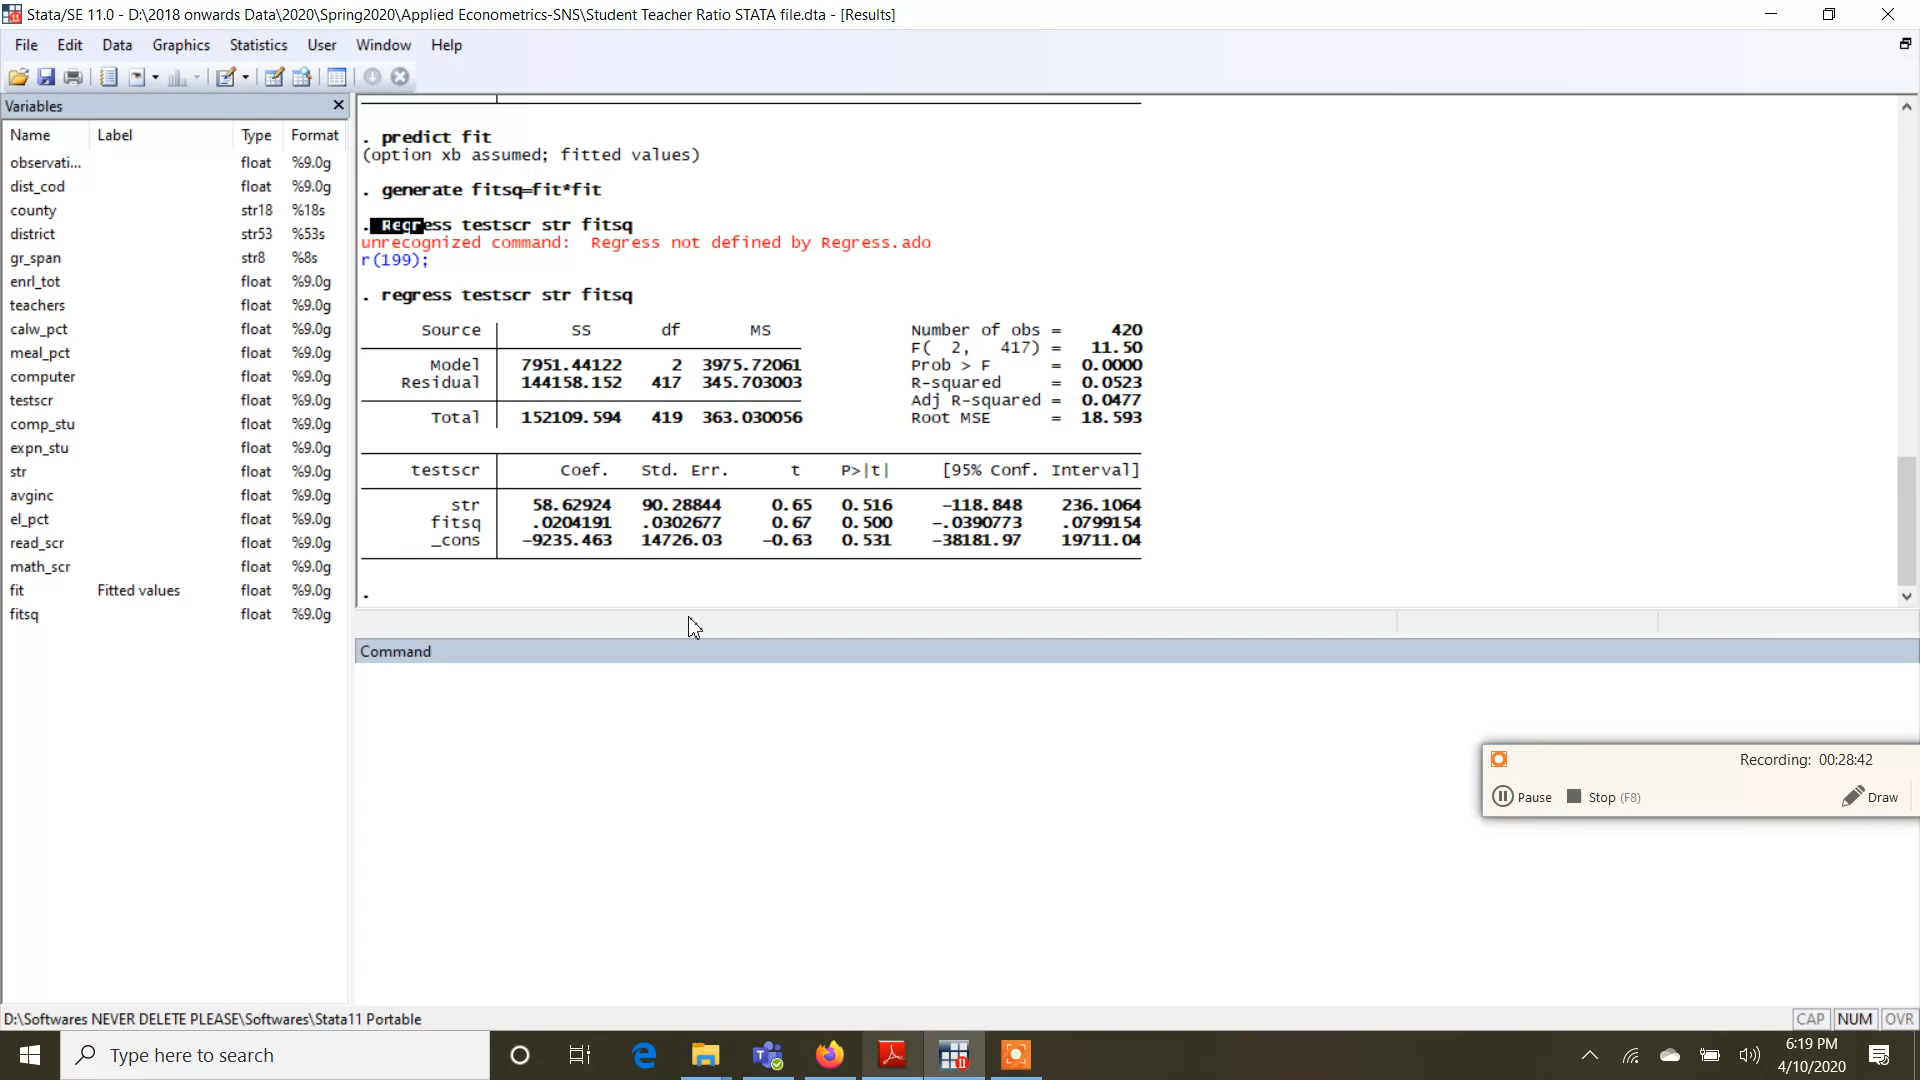 Stata/SE 11.0 - D:\2018 onwards Data\2020\Spring2020\Applied Econometrics-SNS\Student Teacher Ratio STATA file.dta - [Results]
File Edit Data Graphics Statistics User Window Help
Variables
Name Label Type Format
observati... float %9.0g
dist_cod float %9.0g
county str18 %18s
district str53 %53s
gr_span str8 %8s
enrl_tot float %9.0g
teachers float %9.0g
calw_pct float %9.0g
meal_pct float %9.0g
computer float %9.0g
testscr float %9.0g
comp_stu float %9.0g
expn_stu float %9.0g
str float %9.0g
avginc float %9.0g
el_pct float %9.0g
read_scr float %9.0g
math_scr float %9.0g
fit Fitted values float %9.0g
fitsq float %9.0g
. predict fit
(option xb assumed; fitted values)
. generate fitsq=fit*fit
. Regress testscr str fitsq
unrecognized command:  Regress not defined by Regress.ado
r(199);
. regress testscr str fitsq
Source SS df MS Number of obs = 420
F( 2, 417) = 11.50
Model 7951.44122 2 3975.72061 Prob > F = 0.0000
Residual 144158.152 417 345.703003 R-squared = 0.0523
Adj R-squared = 0.0477
Total 152109.594 419 363.030056 Root MSE = 18.593
testscr Coef. Std. Err. t P>|t| [95% Conf. Interval]
str 58.62924 90.28844 0.65 0.516 -118.848 236.1064
fitsq .0204191 .0302677 0.67 0.500 -.0390773 .0799154
_cons -9235.463 14726.03 -0.63 0.531 -38181.97 19711.04
.
Command
Recording: 00:28:42
Pause Stop (F8) Draw
D:\Softwares NEVER DELETE PLEASE\Softwares\Stata11 Portable
CAP NUM OVR
Type here to search
6:19 PM
4/10/2020